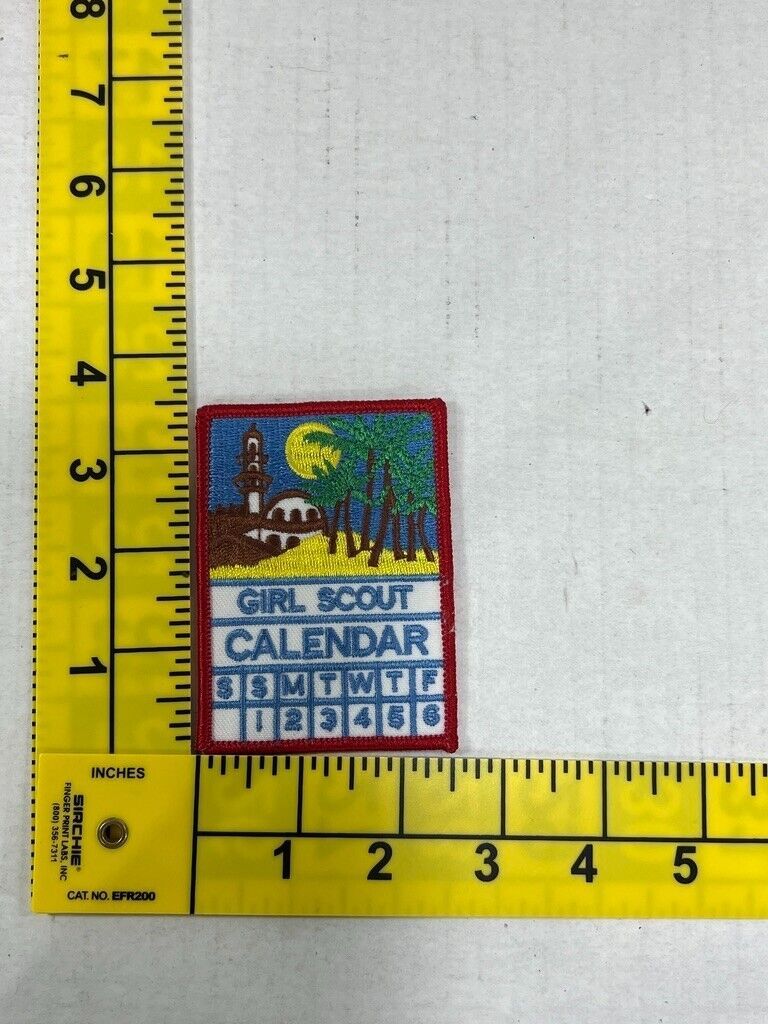 8
7
6
5
4
3
2
1
GIRL SCOUT
CALENDAR
S S M T W T F
1 2 3 4 5 6
INCHES
SIRCHIE®
FINGER PRINT LABS, INC
(800) 356-7311
CAT. NO. EFR200
1 2 3 4 5